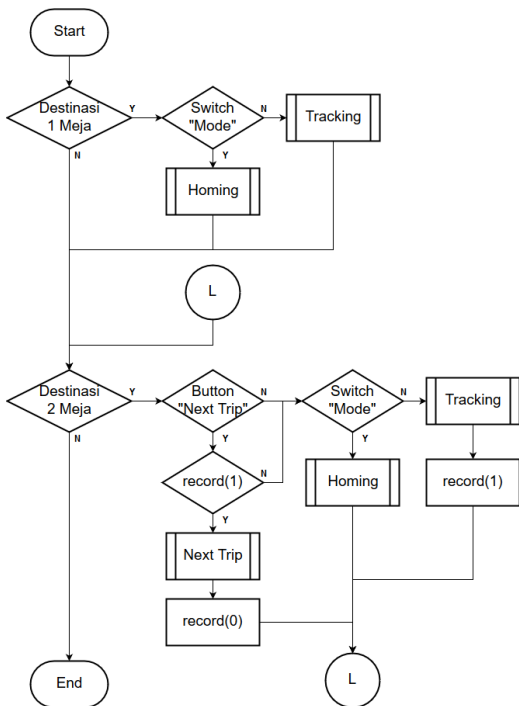 Start
Destinasi
1 Meja
Y
Switch
"Mode"
N
Tracking
N
Y
Homing
L
Destinasi
2 Meja
Y
Button
"Next Trip"
N
Switch
"Mode"
N
Tracking
N
Y
Y
record(1)
N
Homing
record(1)
Y
Next Trip
record(0)
End
L